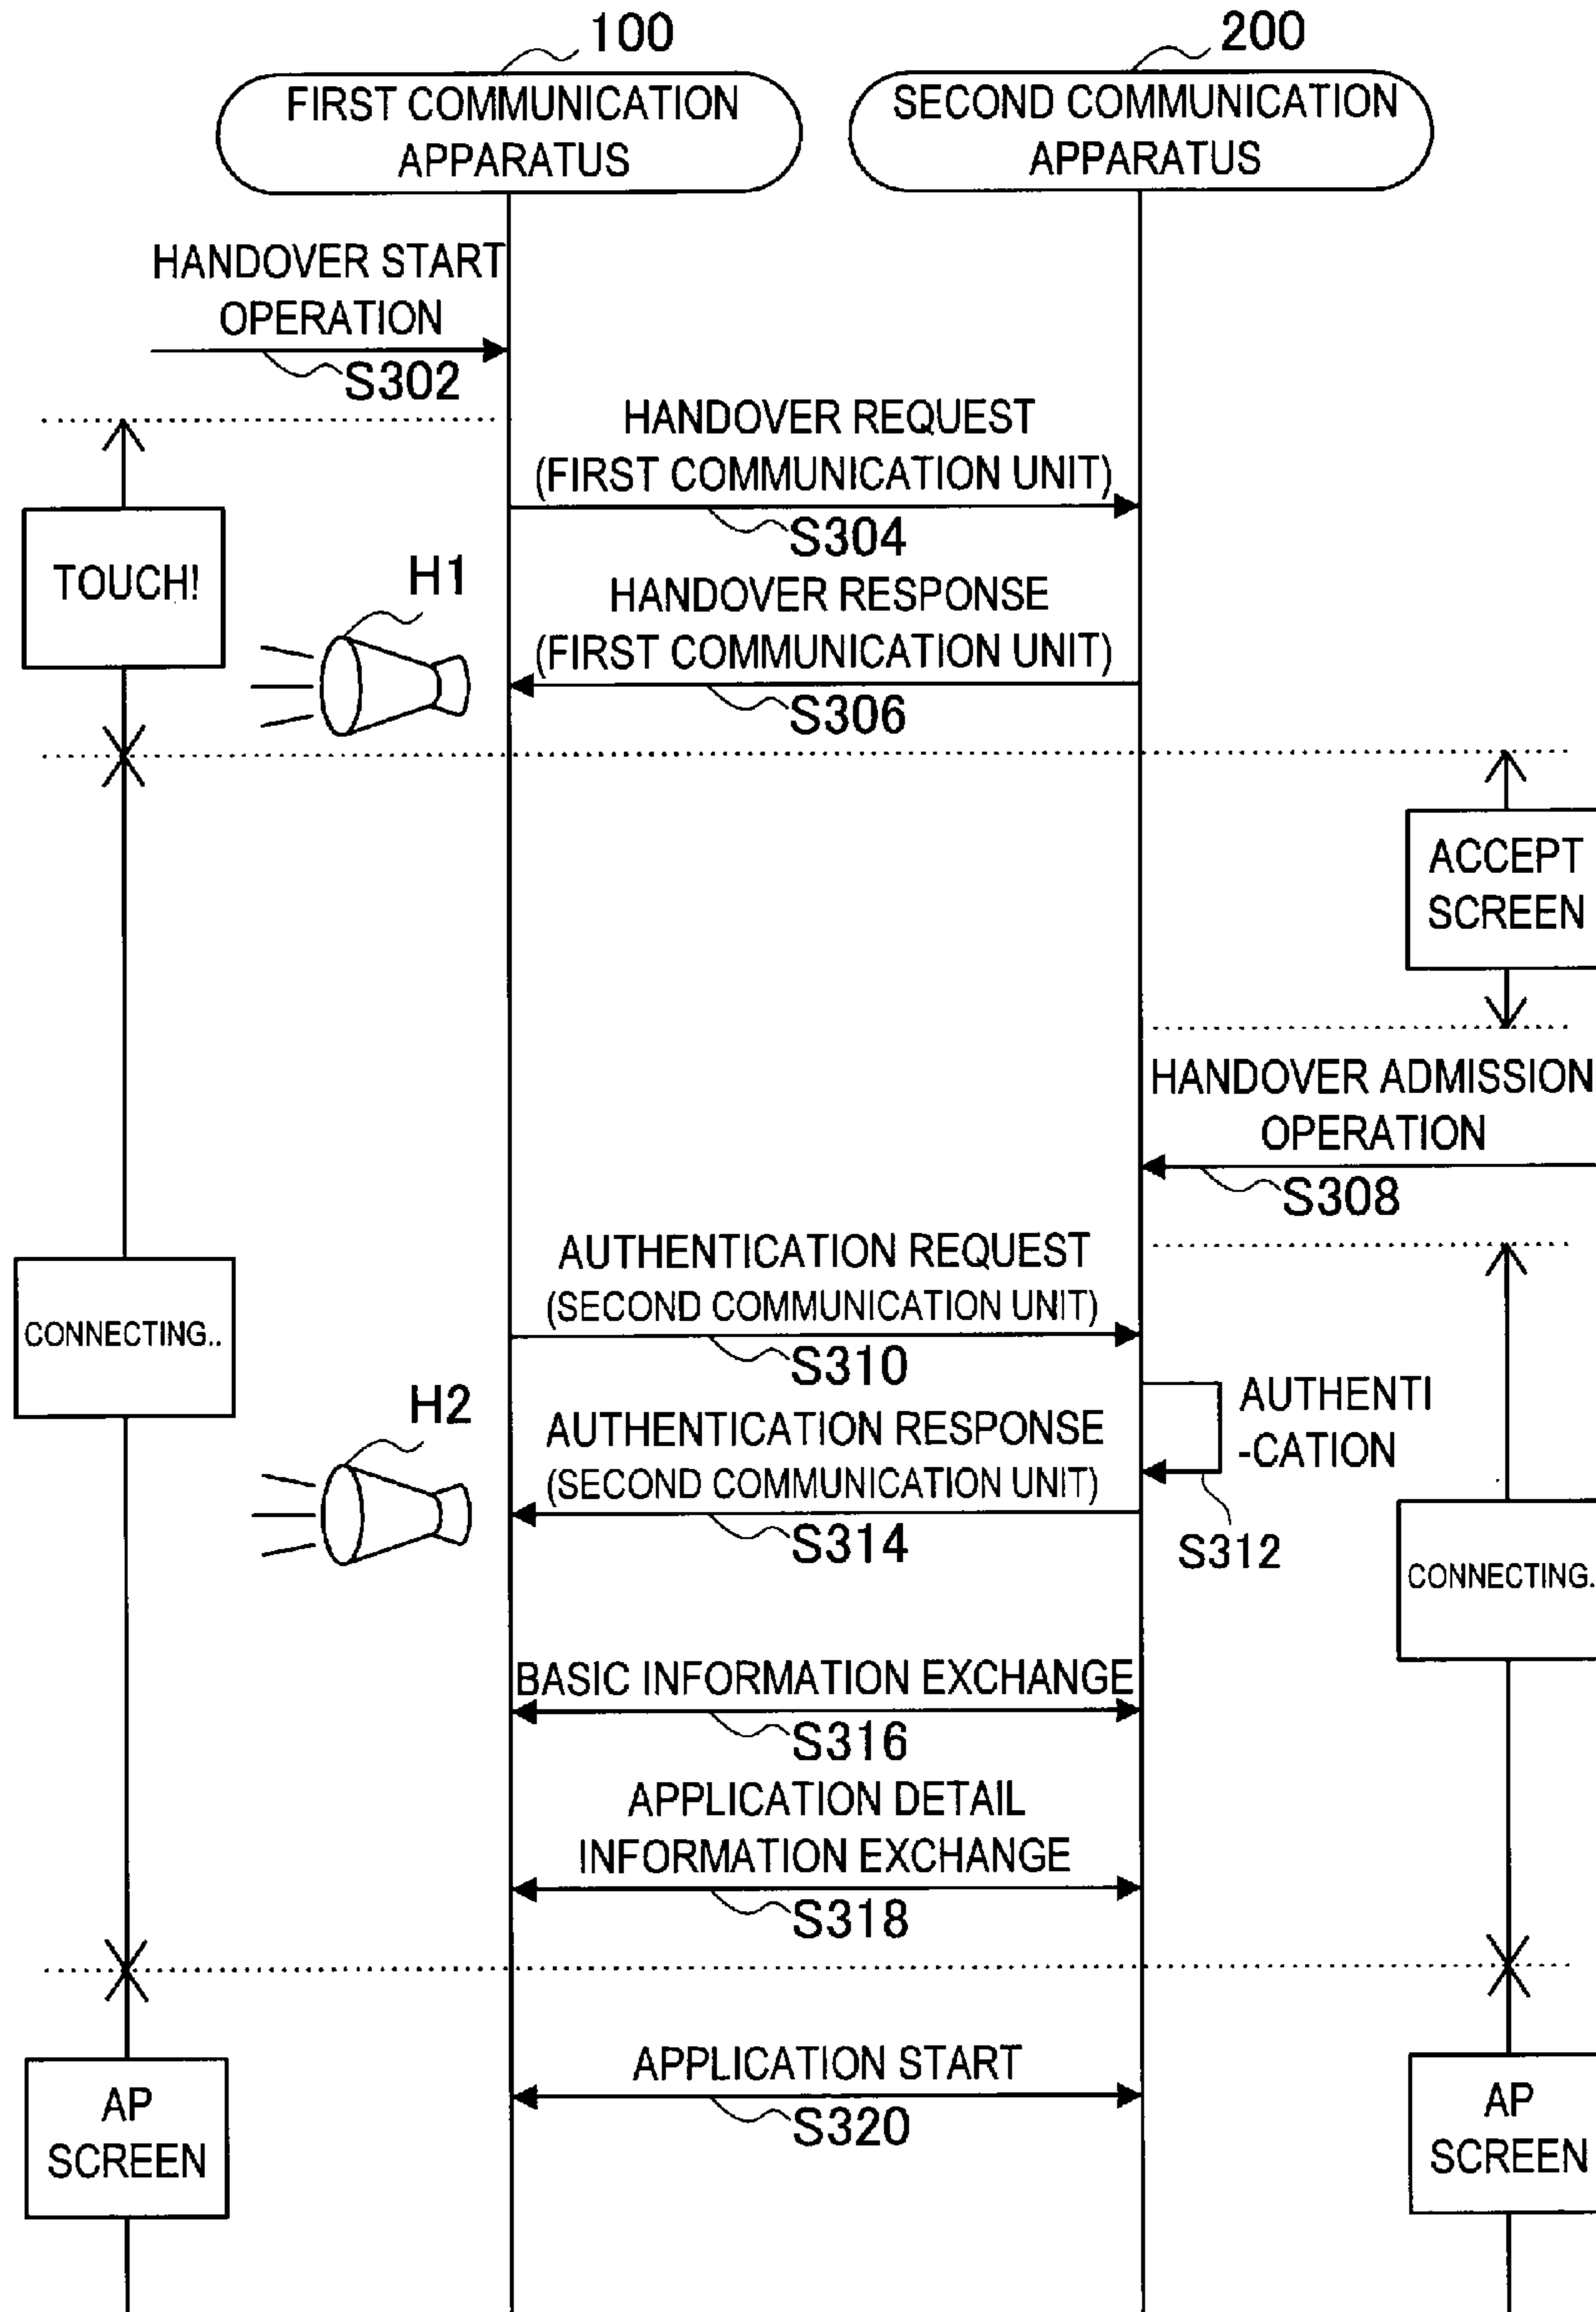 100
200
FIRST COMMUNICATION
APPARATUS
SECOND COMMUNICATION
APPARATUS
HANDOVER START
OPERATION
S302
HANDOVER REQUEST
(FIRST COMMUNICATION UNIT)
S304
TOUCH!
H1
HANDOVER RESPONSE
(FIRST COMMUNICATION UNIT)
S306
ACCEPT
SCREEN
HANDOVER ADMISSION
OPERATION
S308
AUTHENTICATION REQUEST
(SECOND COMMUNICATION UNIT)
S310
CONNECTING..
H2
AUTHENTI
-CATION
S312
AUTHENTICATION RESPONSE
(SECOND COMMUNICATION UNIT)
S314
CONNECTING.
BASIC INFORMATION EXCHANGE
S316
APPLICATION DETAIL
INFORMATION EXCHANGE
S318
APPLICATION START
S320
AP
SCREEN
AP
SCREEN